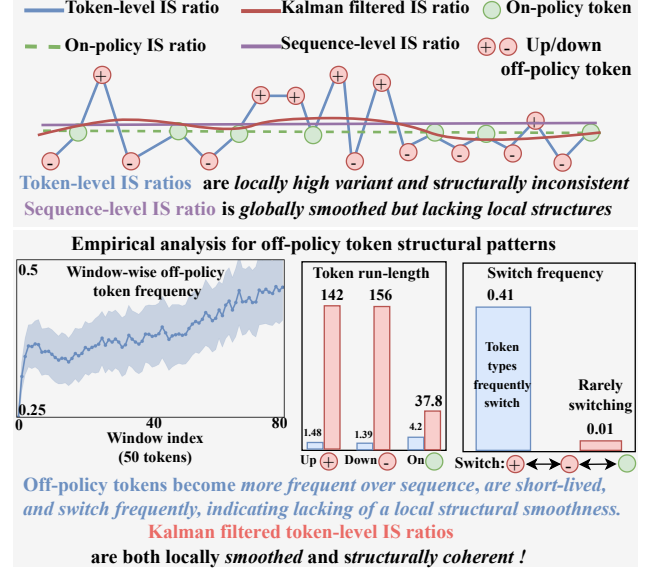 Token-level IS ratio Kalman filtered IS ratio On-policy token
On-policy IS ratio Sequence-level IS ratio + - Up/down
off-policy token
+ + + + + +
+
- - - - - - - -
Token-level IS ratios are locally high variant and structurally inconsistent
Sequence-level IS ratio is globally smoothed but lacking local structures
Empirical analysis for off-policy token structural patterns
0.5
Window-wise off-policy
token frequency
0.25
0 40 80
Window index
(50 tokens)
Token run-length
142 156
37.8
1.48 1.39 4.2
Up + Down - On
Switch frequency
0.41
Token
types
frequently
switch
Rarely
switching
0.01
Switch: + -
Off-policy tokens become more frequent over sequence, are short-lived,
and switch frequently, indicating lacking of a local structural smoothness.
Kalman filtered token-level IS ratios
are both locally smoothed and structurally coherent !